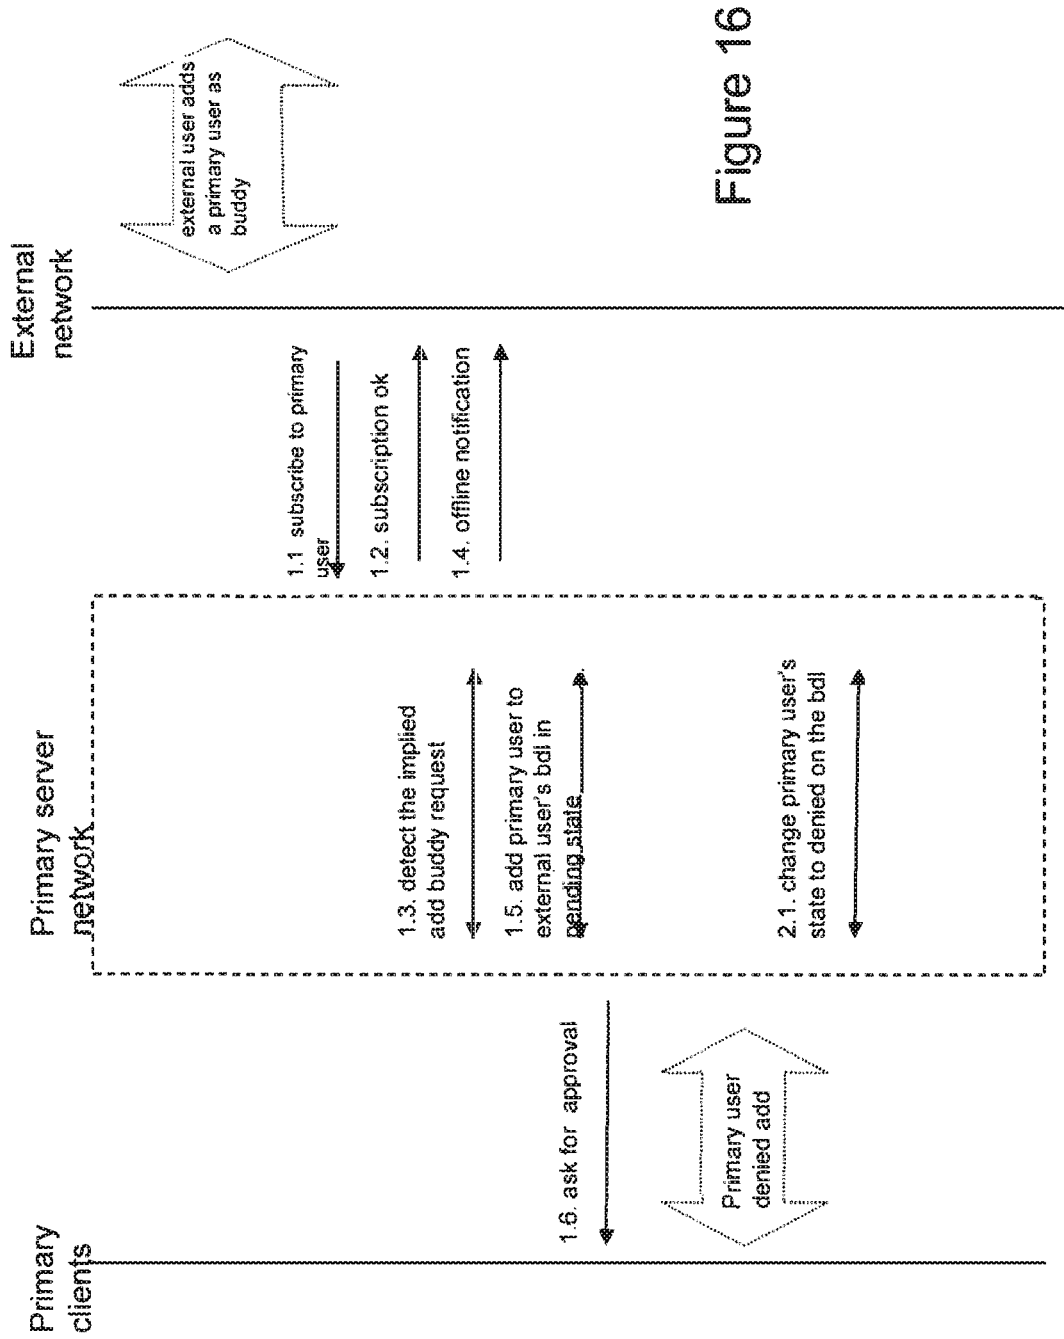 Primary
clients
Primary server
network
External
network
external user adds
a primary user as
buddy
1.1 subscribe to primary
user
1.2. subscription ok
1.3. detect the implied
add buddy request
1.4. offline notification
1.5. add primary user to
external user's bdl in
pending state
1.6. ask for approval
Primary user
denied add
2.1. change primary user's
state to denied on the bdl
Figure 16